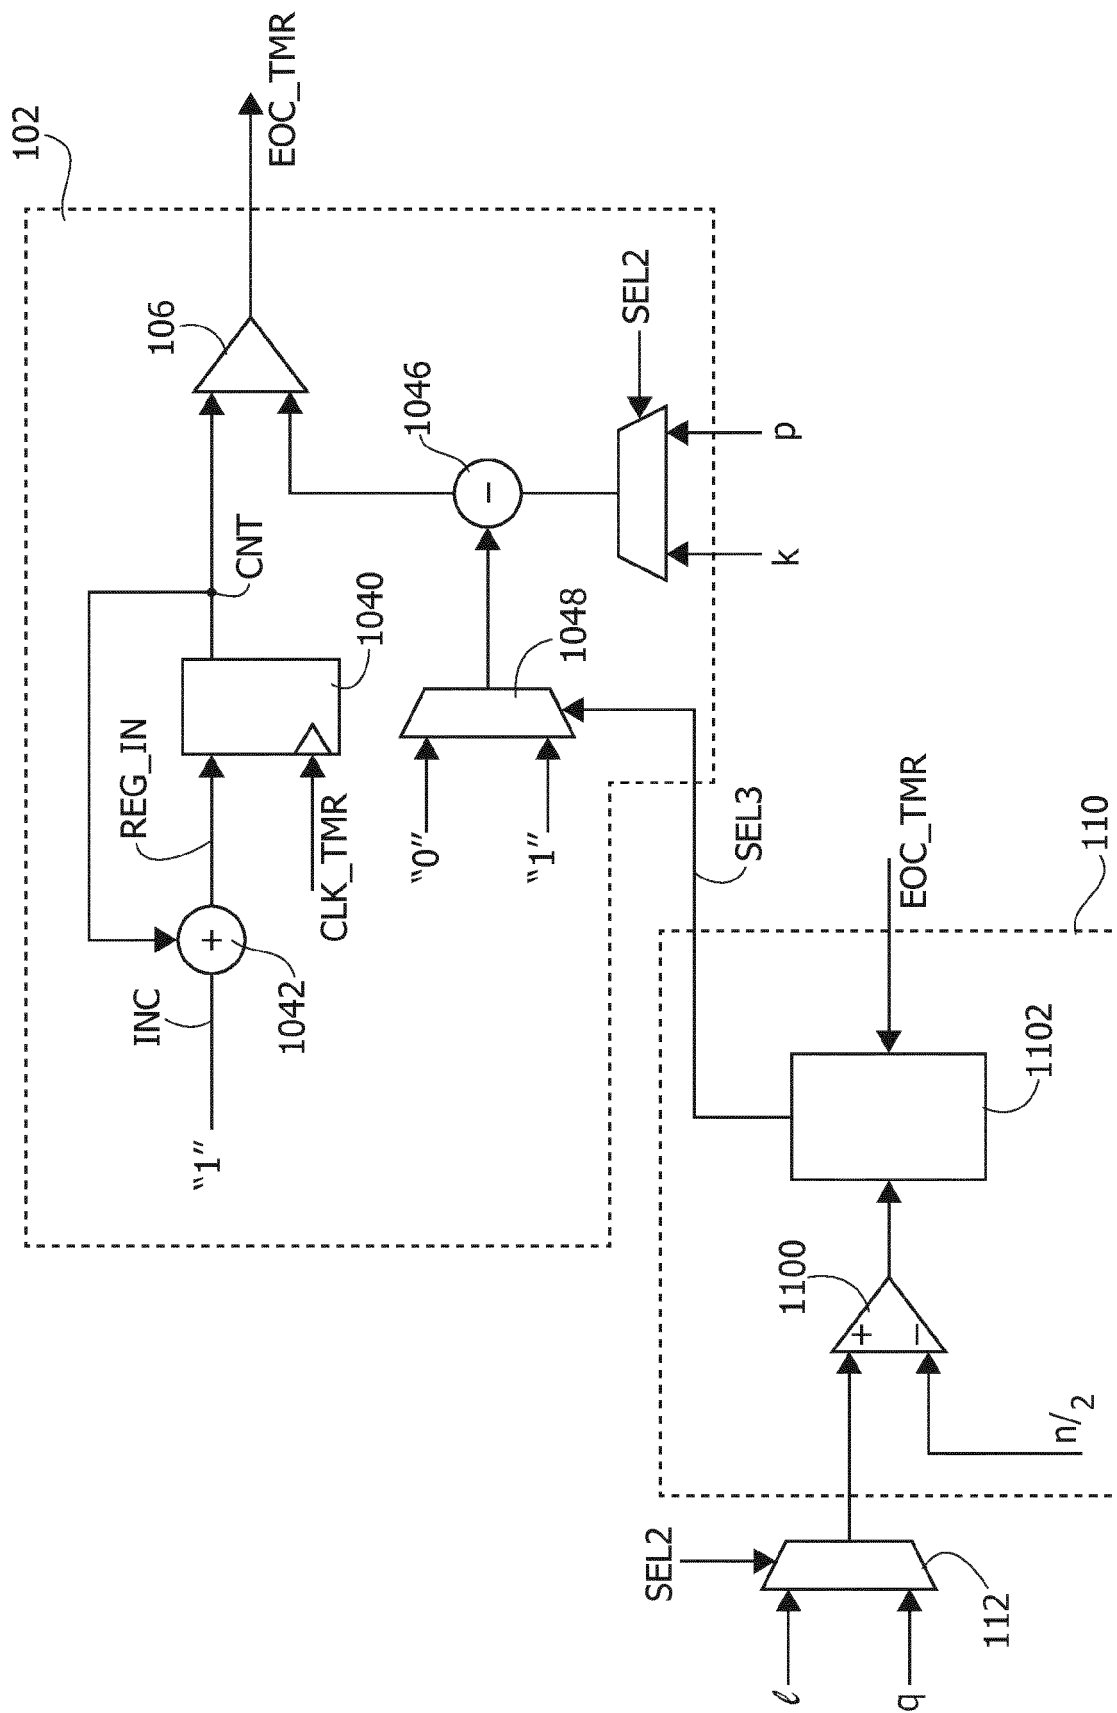 102
EOC_TMR
106
SEL2
1046
p
k
CNT
1040
1048
REG_IN
CLK_TMR
"0"
"1"
INC
1042
"1"
SEL3
110
EOC_TMR
1102
1100
n/2
SEL2
112
ℓ
q